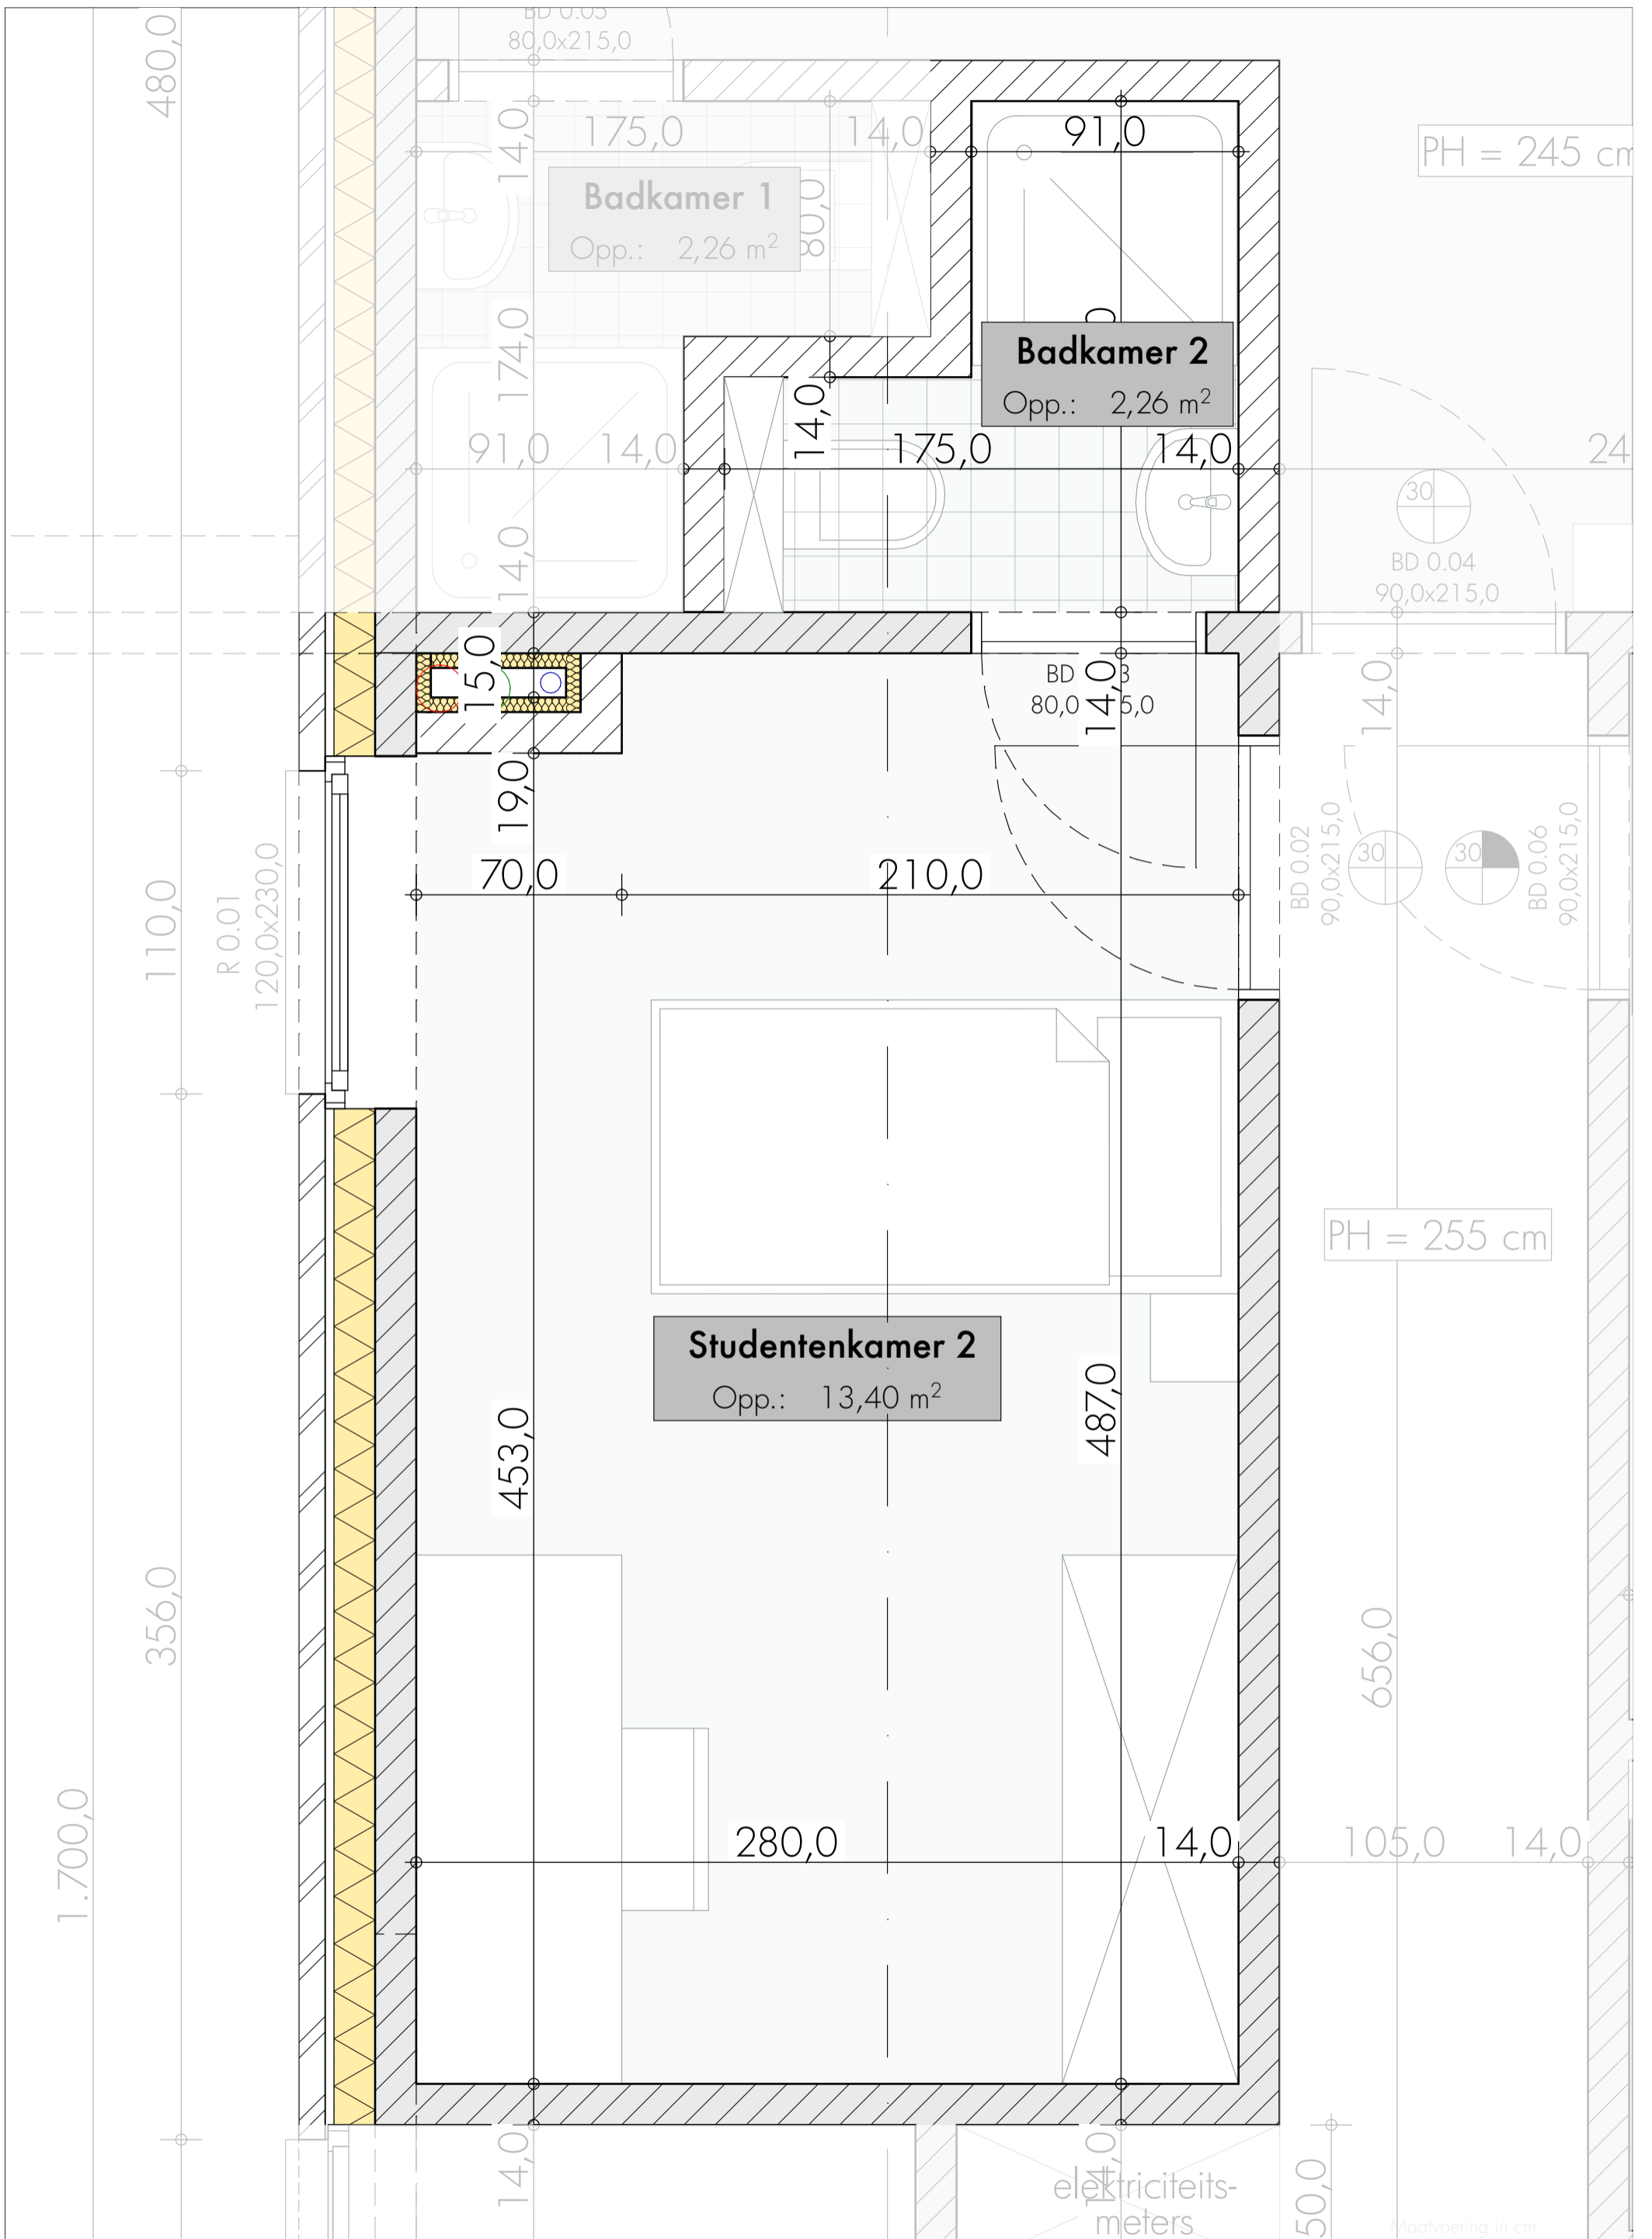 BD 0.05
80,0x215,0
480,0
14,0
175,0
14,0
91,0
PH = 245 cm
Badkamer 1
Opp.: 2,26 m²
80,0
174,0
Badkamer 2
Opp.: 2,26 m²
14,0
91,0
14,0
175,0
14,0
24
30
14,0
BD 0.04
90,0x215,0
15,0
BD
3
80,0
5,0
14,0
14,0
19,0
70,0
210,0
110,0
R 0.01
120,0x230,0
BD 0.02
90,0x215,0
30
30
BD 0.06
90,0x215,0
PH = 255 cm
Studentenkamer 2
Opp.: 13,40 m²
453,0
487,0
356,0
656,0
1.700,0
280,0
14,0
105,0
14,0
14,0
14,0
elektriciteits-
meters
50,0
Maatvoering in cm